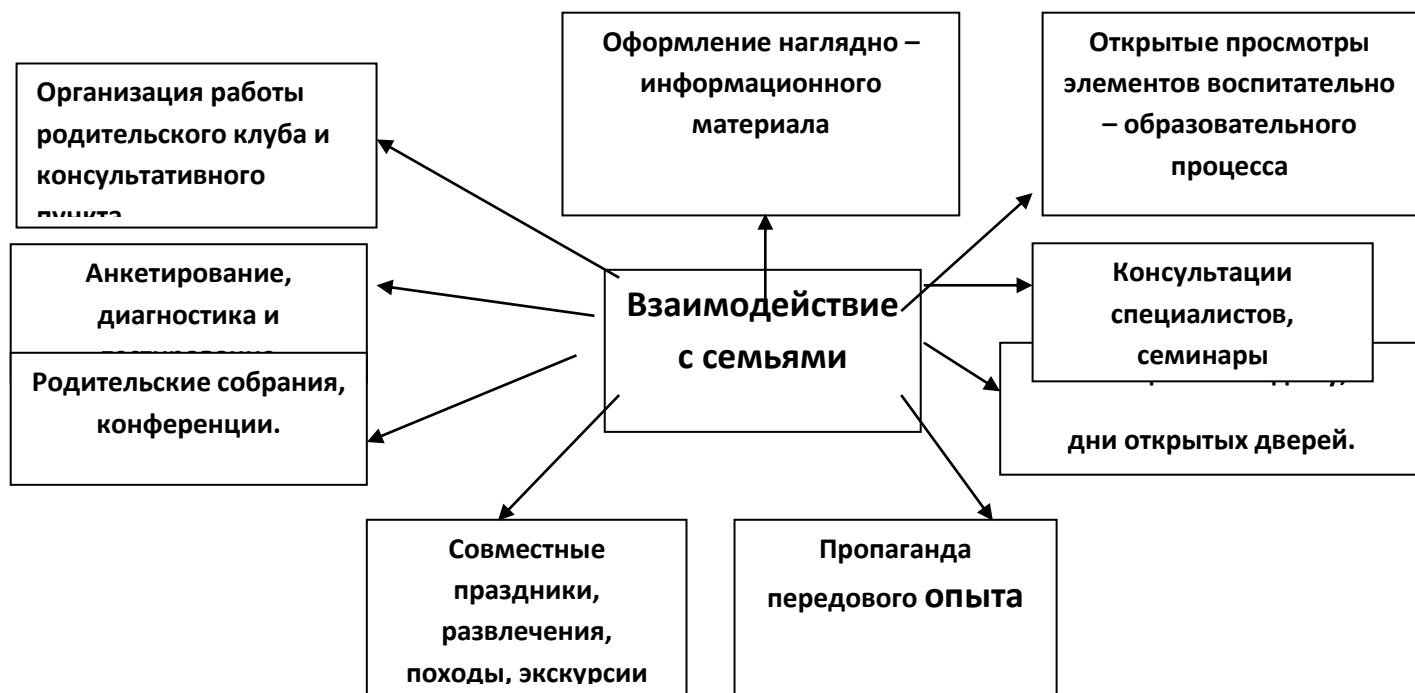 Оформление наглядно –
информационного
материала
Открытые просмотры
элементов воспитательно
– образовательного
процесса
Организация работы
родительского клуба и
консультативного
пункта
Анкетирование,
диагностика и
Взаимодействие
с семьями
Консультации
специалистов,
семинары
Родительские собрания,
конференции.
дни открытых дверей.
Совместные
праздники,
развлечения,
походы, экскурсии
Пропаганда
передового опыта